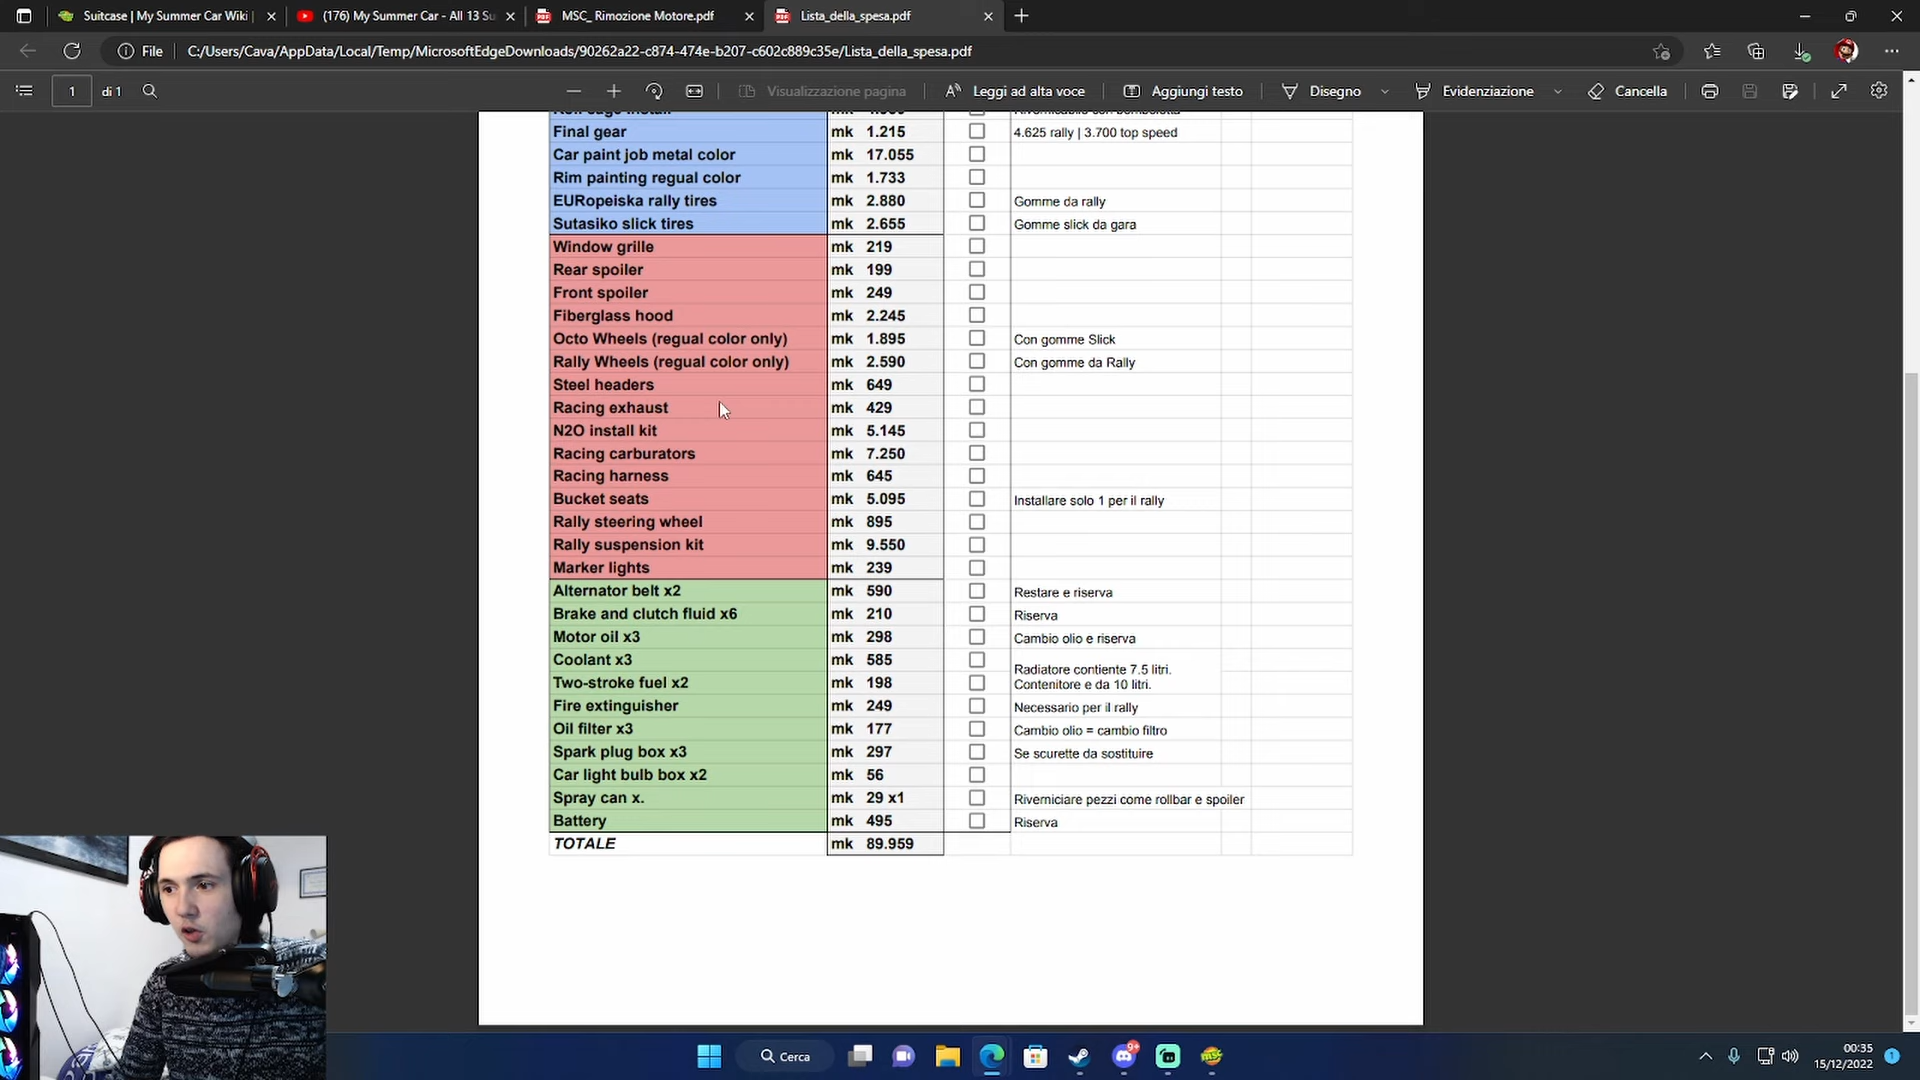 Suitcase | My Summer Car Wiki
(176) My Summer Car - All 13 Su
MSC_ Rimozione Motore.pdf
Lista_della_spesa.pdf
File
C:/Users/Cava/AppData/Local/Temp/MicrosoftEdgeDownloads/90262a22-c874-474e-b207-c602c889c35e/Lista_della_spesa.pdf
1 di 1
Visualizzazione pagina
Leggi ad alta voce
Aggiungi testo
Disegno
Evidenziazione
Cancella
Final gear mk 1.215 4.625 rally | 3.700 top speed
Car paint job metal color mk 17.055
Rim painting regual color mk 1.733
EURopeiska rally tires mk 2.880 Gomme da rally
Sutasiko slick tires mk 2.655 Gomme slick da gara
Window grille mk 219
Rear spoiler mk 199
Front spoiler mk 249
Fiberglass hood mk 2.245
Octo Wheels (regual color only) mk 1.895 Con gomme Slick
Rally Wheels (regual color only) mk 2.590 Con gomme da Rally
Steel headers mk 649
Racing exhaust mk 429
N2O install kit mk 5.145
Racing carburators mk 7.250
Racing harness mk 645
Bucket seats mk 5.095 Installare solo 1 per il rally
Rally steering wheel mk 895
Rally suspension kit mk 9.550
Marker lights mk 239
Alternator belt x2 mk 590 Restare e riserva
Brake and clutch fluid x6 mk 210 Riserva
Motor oil x3 mk 298 Cambio olio e riserva
Coolant x3 mk 585 Radiatore contiente 7.5 litri.
Two-stroke fuel x2 mk 198 Contenitore e da 10 litri.
Fire extinguisher mk 249 Necessario per il rally
Oil filter x3 mk 177 Cambio olio = cambio filtro
Spark plug box x3 mk 297 Se scurette da sostituire
Car light bulb box x2 mk 56
Spray can x. mk 29 x1 Riverniciare pezzi come rollbar e spoiler
Battery mk 495 Riserva
TOTALE mk 89.959
Cerca
9+
msc
00:35
15/12/2022
1